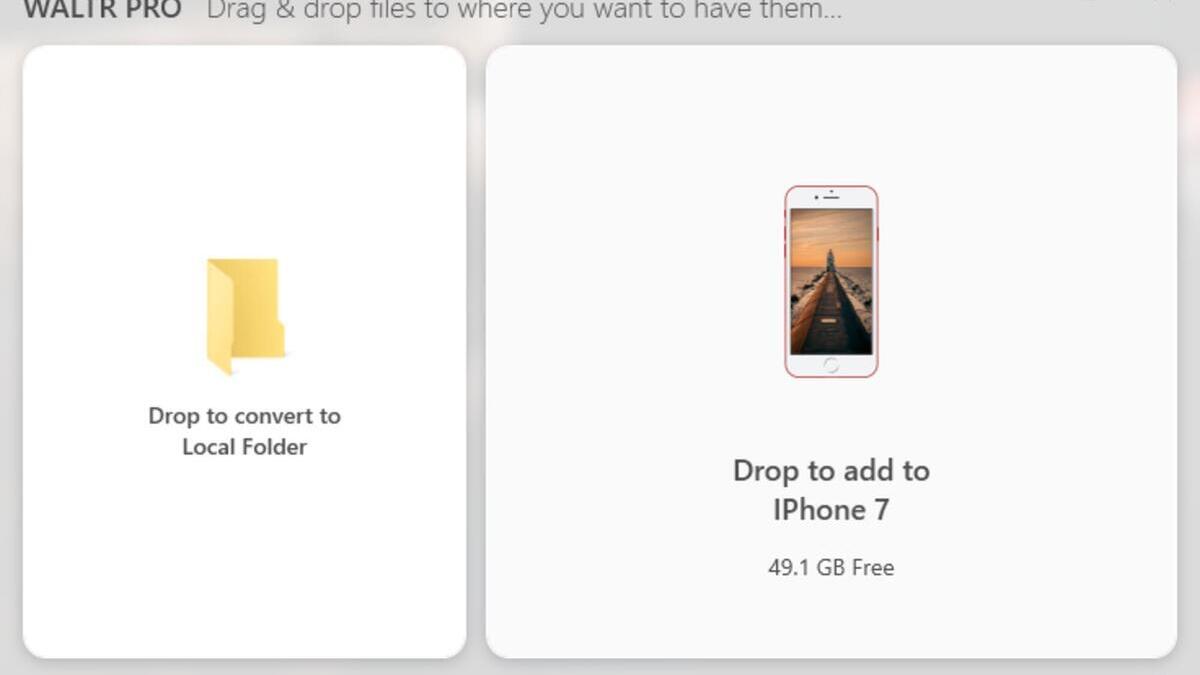 WALTR PRO Drag & drop files to where you want to have them...
Drop to convert to
Local Folder
Drop to add to
IPhone 7
49.1 GB Free